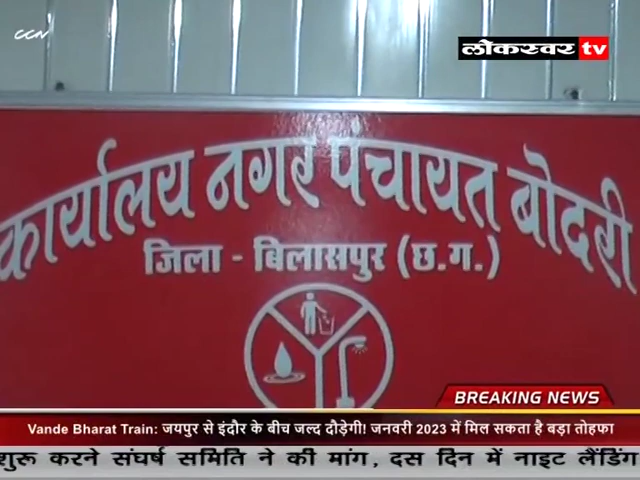 CCN
लोकस्वर tv
कार्यालय नगर पंचायत बोदरी
जिला - बिलासपुर (छ.ग.)
BREAKING NEWS
Vande Bharat Train: जयपुर से इंदौर के बीच जल्द दौड़ेगी! जनवरी 2023 में मिल सकता है बड़ा तोहफा
शुरू करने संघर्ष समिति ने की मांग, दस दिन में नाइट लैंडिंग